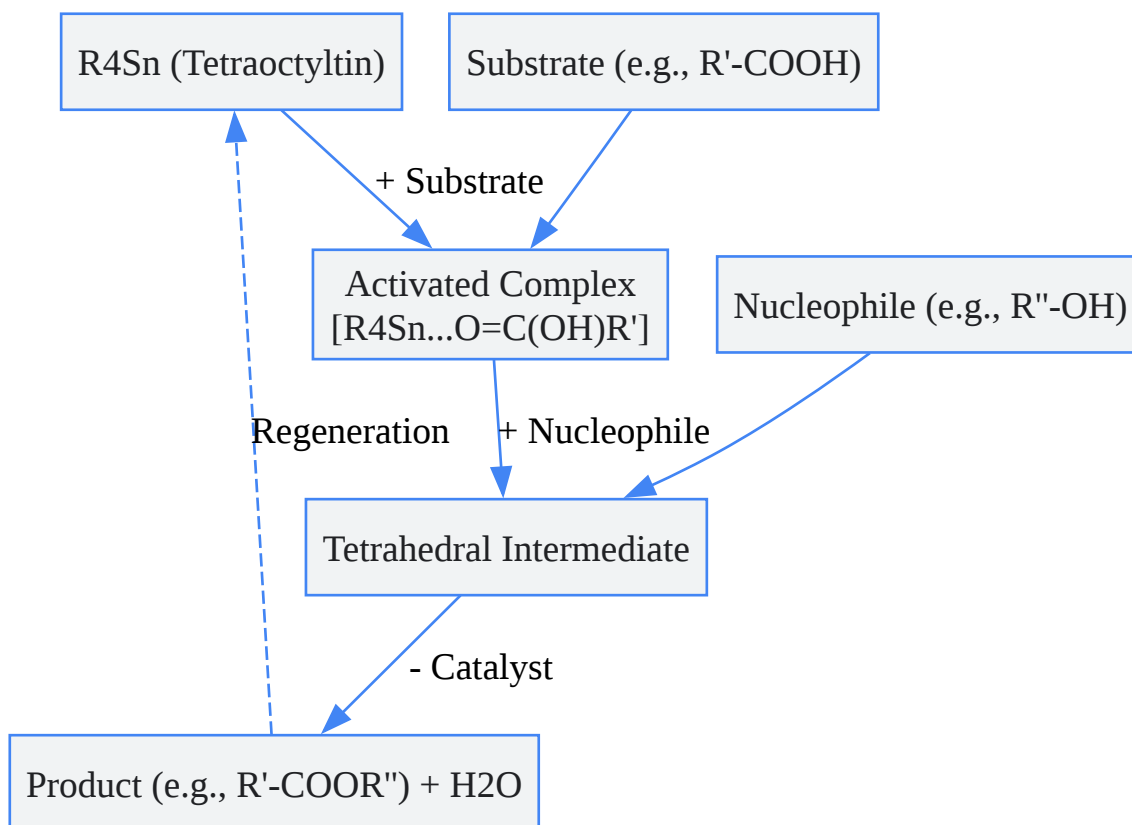 R4Sn (Tetraoctyltin)
Substrate (e.g., R'-COOH)
+ Substrate
Activated Complex
[R4Sn...O=C(OH)R']
Nucleophile (e.g., R''-OH)
Regeneration
+ Nucleophile
Tetrahedral Intermediate
- Catalyst
Product (e.g., R'-COOR'') + H2O